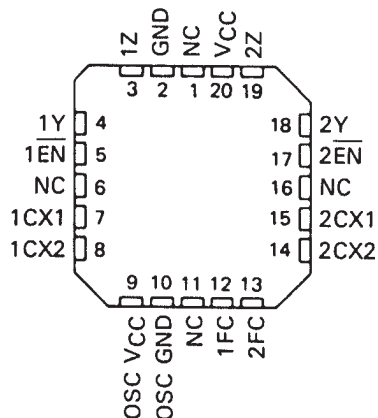 1Z
GND
NC
VCC
2Z
3 2 1 20 19
1Y 4
1EN 5
NC 6
1CX1 7
1CX2 8
18 2Y
17 2EN
16 NC
15 2CX1
14 2CX2
9 10 11 12 13
OSC VCC
OSC GND
NC
1FC
2FC